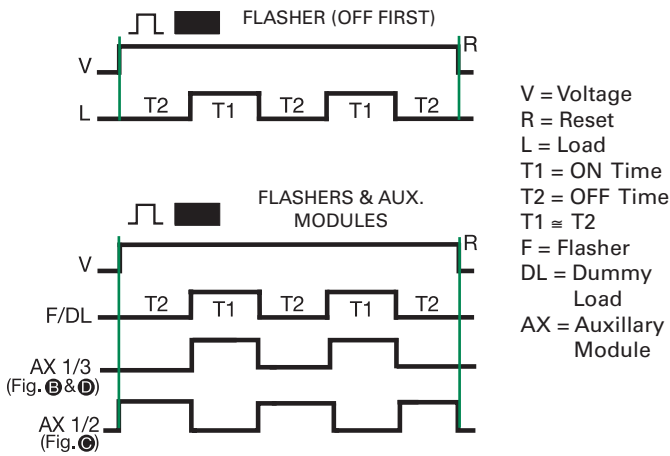 FLASHER (OFF FIRST)
R
V
L T2 T1 T2 T1 T2
V = Voltage
R = Reset
L = Load
T1 = ON Time
T2 = OFF Time
T1 ≅ T2
F = Flasher
DL = Dummy
Load
AX = Auxillary
Module
FLASHERS & AUX.
MODULES
R
V
F/DL T2 T1 T2 T1 T2
AX 1/3
(Fig. B & D)
AX 1/2
(Fig. C)